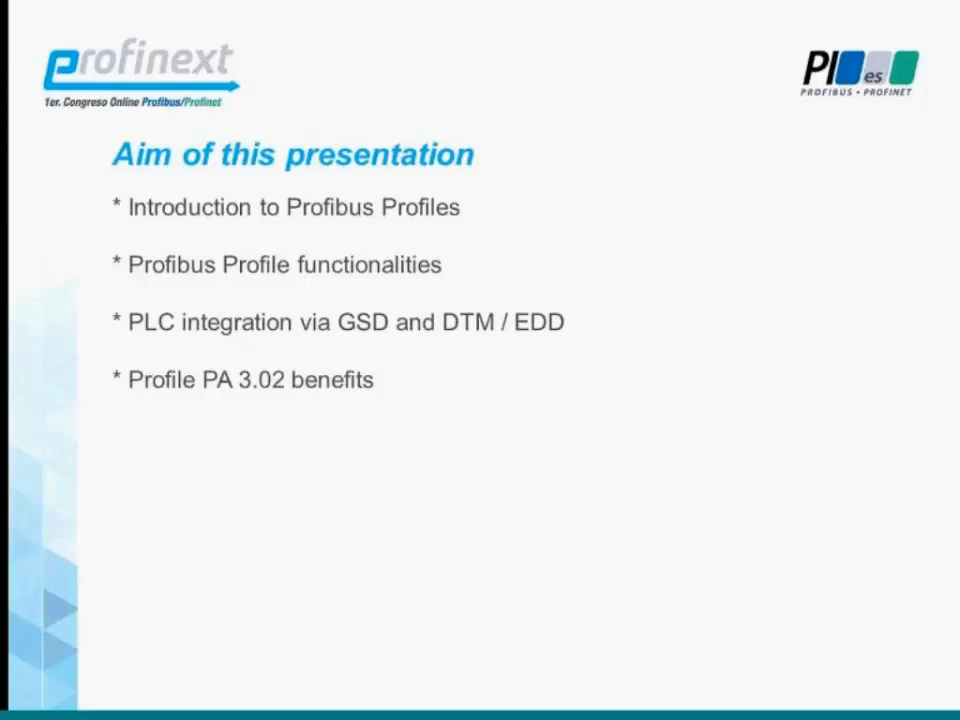 profinext
1er. Congreso Online Profibus/Profinet
PI es
PROFIBUS • PROFINET
Aim of this presentation
* Introduction to Profibus Profiles
* Profibus Profile functionalities
* PLC integration via GSD and DTM / EDD
* Profile PA 3.02 benefits